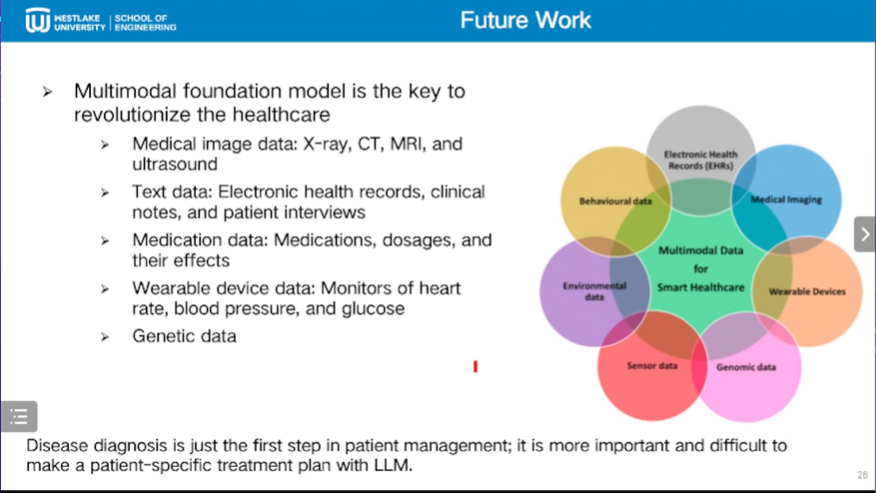 WESTLAKE
UNIVERSITY
SCHOOL OF
ENGINEERING
Future Work
Multimodal foundation model is the key to
revolutionize the healthcare
Medical image data: X-ray, CT, MRI, and
ultrasound
Text data: Electronic health records, clinical
notes, and patient interviews
Medication data: Medications, dosages, and
their effects
Wearable device data: Monitors of heart
rate, blood pressure, and glucose
Genetic data
Electronic Health
Records (EHRs)
Behavioural data
Medical Imaging
Multimodal Data
for
Smart Healthcare
Environmental
data
Wearable Devices
Sensor data
Genomic data
Disease diagnosis is just the first step in patient management; it is more important and difficult to
make a patient-specific treatment plan with LLM.
26